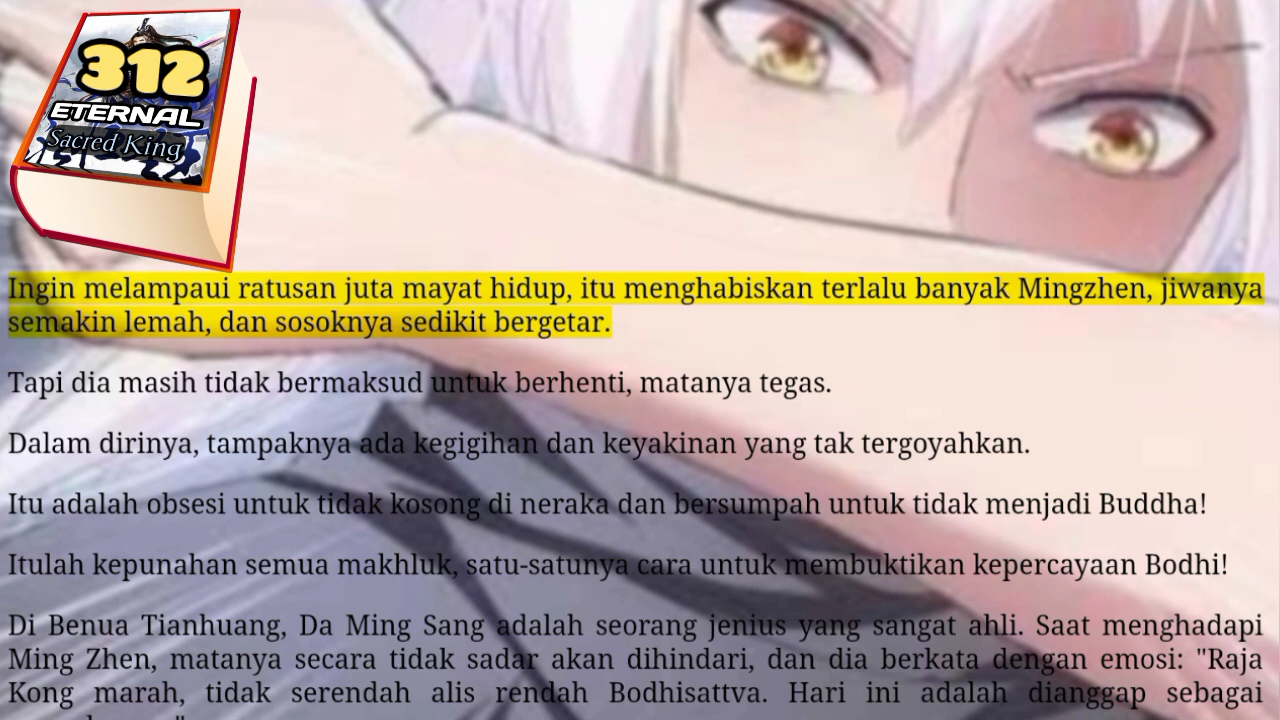 312
ETERNAL
Sacred King
Ingin melampaui ratusan juta mayat hidup, itu menghabiskan terlalu banyak Mingzhen, jiwanya
semakin lemah, dan sosoknya sedikit bergetar.
Tapi dia masih tidak bermaksud untuk berhenti, matanya tegas.
Dalam dirinya, tampaknya ada kegigihan dan keyakinan yang tak tergoyahkan.
Itu adalah obsesi untuk tidak kosong di neraka dan bersumpah untuk tidak menjadi Buddha!
Itulah kepunahan semua makhluk, satu-satunya cara untuk membuktikan kepercayaan Bodhi!
Di Benua Tianhuang, Da Ming Sang adalah seorang jenius yang sangat ahli. Saat menghadapi
Ming Zhen, matanya secara tidak sadar akan dihindari, dan dia berkata dengan emosi: "Raja
Kong marah, tidak serendah alis rendah Bodhisattva. Hari ini adalah dianggap sebagai